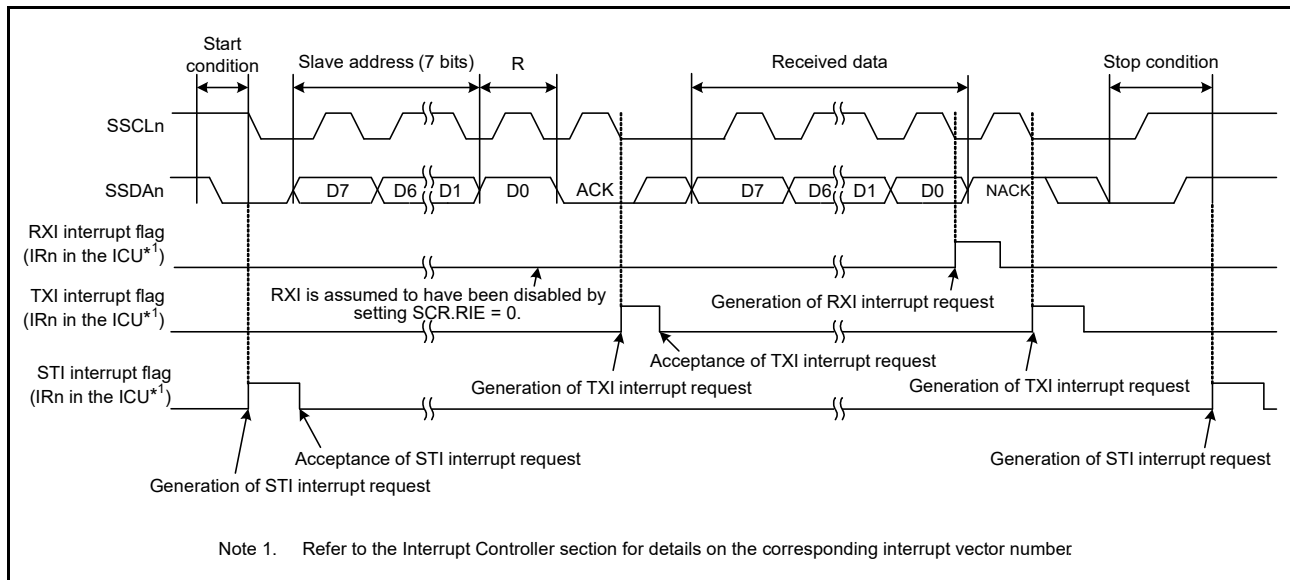 Start
condition
Slave address (7 bits)
R
Received data
Stop condition
SSCLn
SSDAn
D7 D6 D1 D0 ACK D7 D6 D1 D0 NACK
RXI interrupt flag
(IRn in the ICU*1)
RXI is assumed to have been disabled by
setting SCR.RIE = 0.
Generation of RXI interrupt request
TXI interrupt flag
(IRn in the ICU*1)
Acceptance of TXI interrupt request
Generation of TXI interrupt request
Generation of TXI interrupt request
STI interrupt flag
(IRn in the ICU*1)
Acceptance of STI interrupt request
Generation of STI interrupt request
Generation of STI interrupt request
Note 1. Refer to the Interrupt Controller section for details on the corresponding interrupt vector number